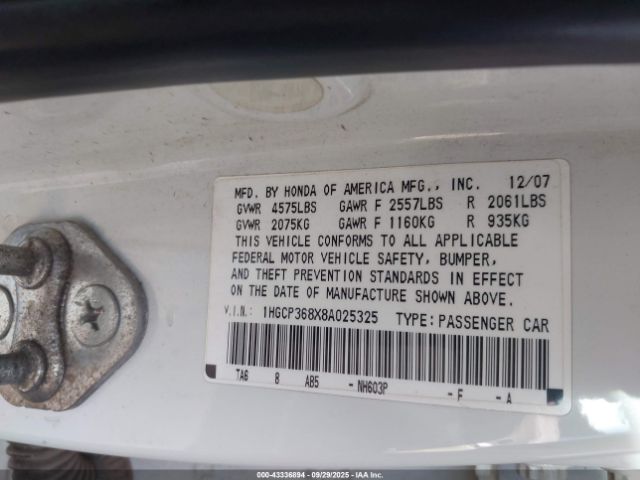 MFD. BY HONDA OF AMERICA MFG., INC. 12/07
GVWR 4575LBS GAWR F 2557LBS R 2061LBS
GVWR 2075KG GAWR F 1160KG R 935KG
THIS VEHICLE CONFORMS TO ALL APPLICABLE
FEDERAL MOTOR VEHICLE SAFETY, BUMPER,
AND THEFT PREVENTION STANDARDS IN EFFECT
ON THE DATE OF MANUFACTURE SHOWN ABOVE.
V.I.N.: 1HGCP368X8A025325 TYPE: PASSENGER CAR
TA6 8 AB5 -NH603P -F -A
000-43336894 - 09/29/2025 - IAAI CORP